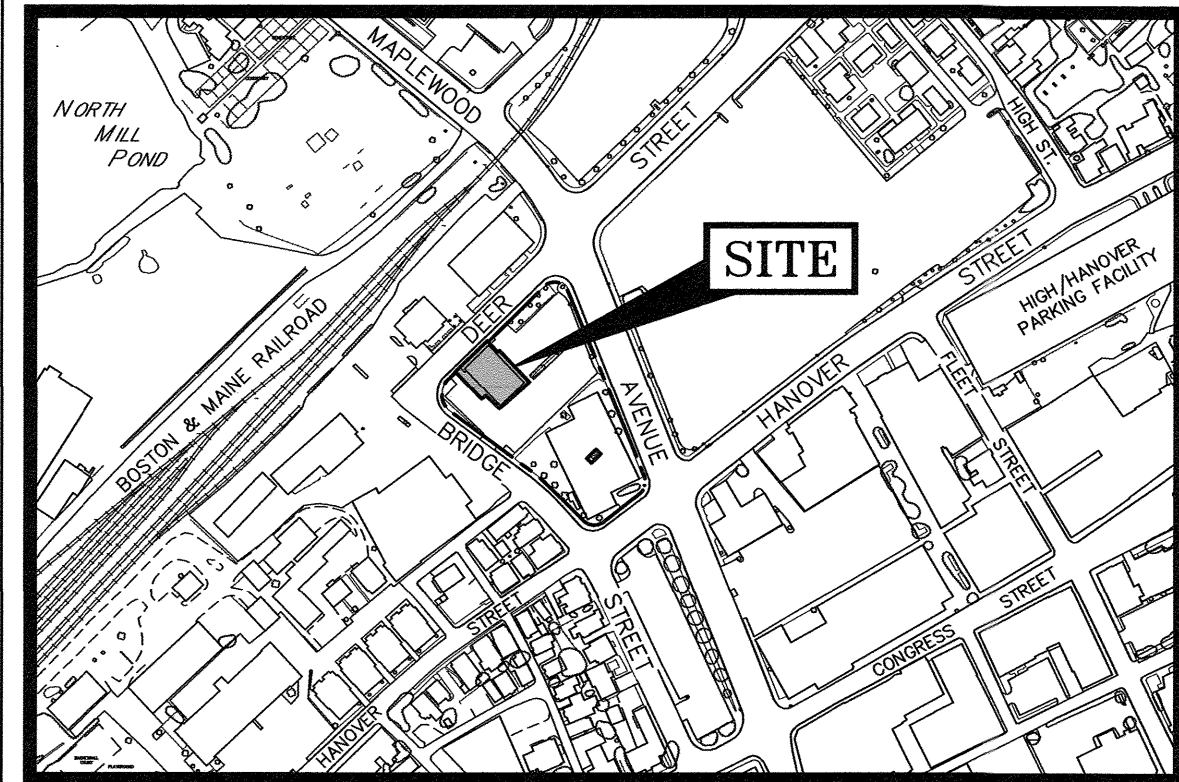 MAPLEWOOD
NORTH
MILL
POND
STREET
HIGH ST.
SITE
STREET
HIGH/HANOVER
PARKING FACILITY
DEER
BOSTON & MAINE RAILROAD
AVENUE
HANOVER
FLEET
STREET
BRIDGE
STREET
STREET
STREET
CONGRESS
HANOVER
PLAYGROUND